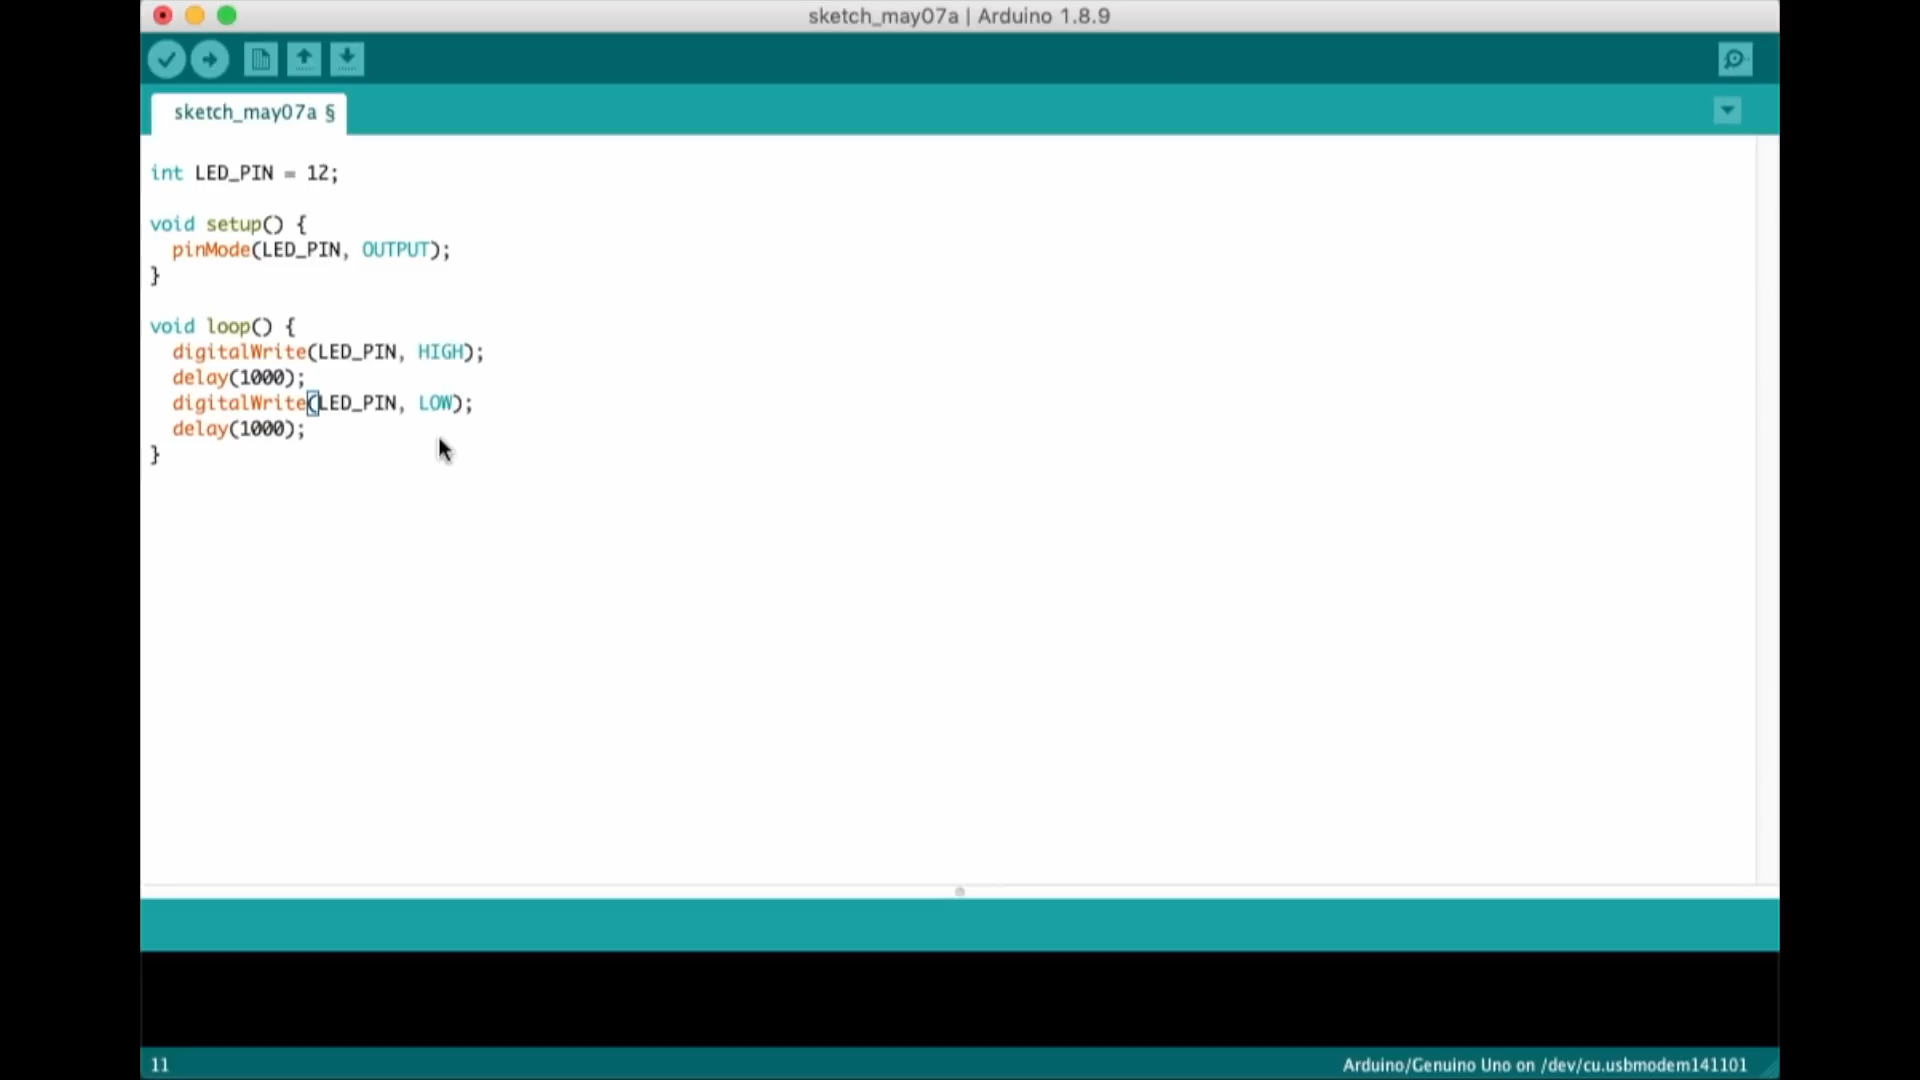 sketch_may07a | Arduino 1.8.9
sketch_may07a §
int LED_PIN = 12;
void setup() {
pinMode(LED_PIN, OUTPUT);
}
void loop() {
digitalWrite(LED_PIN, HIGH);
delay(1000);
digitalWrite(LED_PIN, LOW);
delay(1000);
}
11
Arduino/Genuino Uno on /dev/cu.usbmodem141101